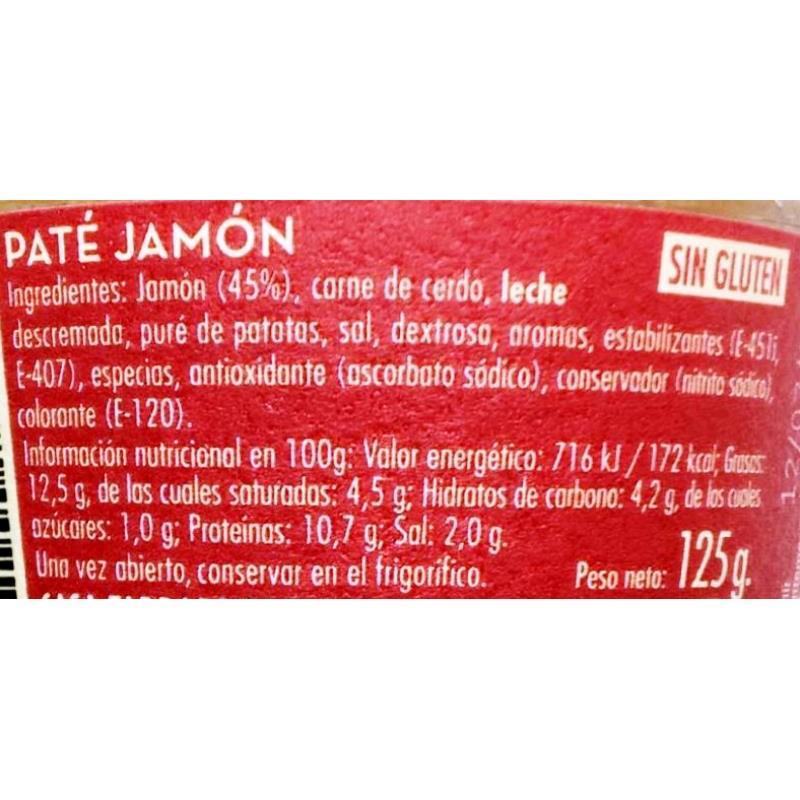 PATÉ JAMÓN
SIN GLUTEN
Ingredientes: Jamón (45%), carne de cerdo, leche
descremada, puré de patatas, sal, dextrosa, aromas, estabilizantes (E-451i,
E-407), especias, antioxidante (ascorbato sódico), conservador (nitrito sódico),
colorante (E-120).
Información nutricional en 100g: Valor energético: 716 kJ / 172 kcal; Grasas:
12,5 g, de las cuales saturadas: 4,5 g; Hidratos de carbono: 4,2 g, de los cuales
azúcares: 1,0 g; Proteínas: 10,7 g; Sal: 2,0 g.
Una vez abierto, conservar en el frigorífico.
Peso neto: 125g.